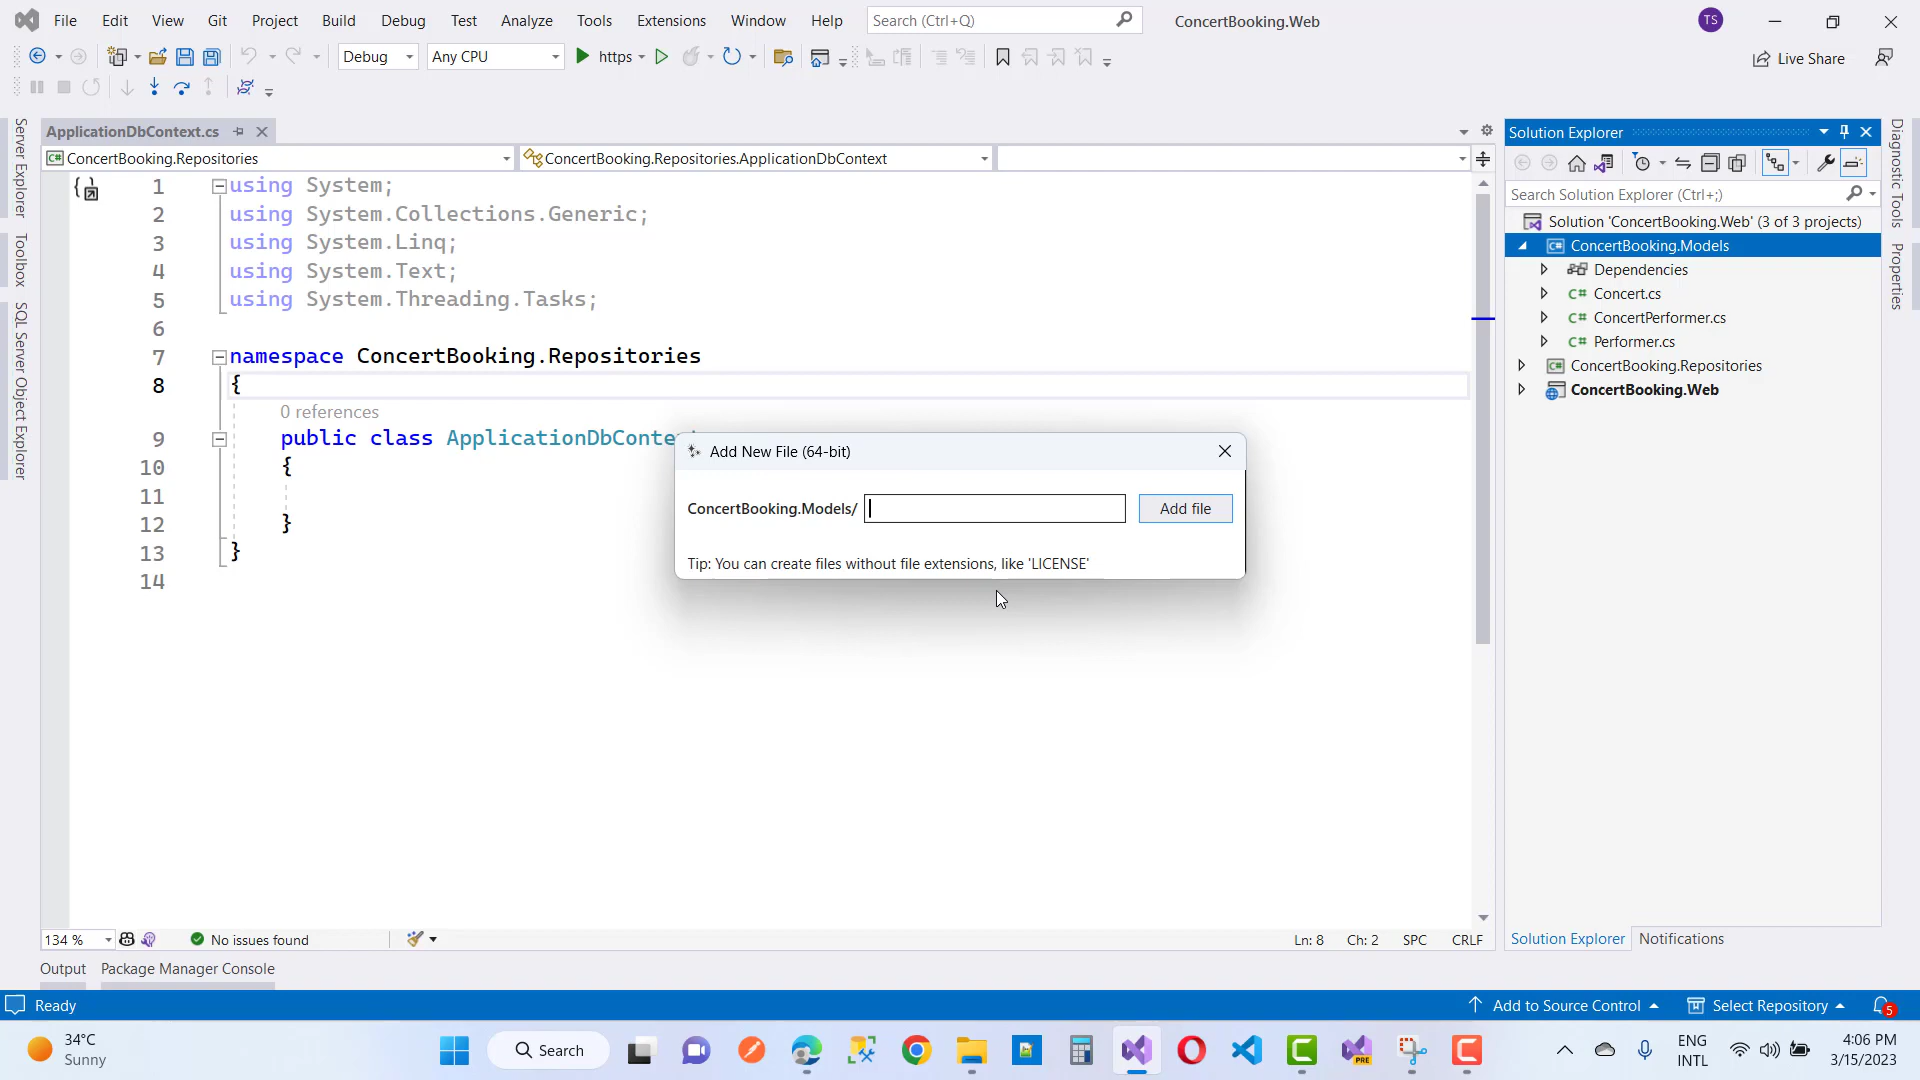 File Edit View Git Project Build Debug Test Analyze Tools Extensions Window Help Search (Ctrl+Q) ConcertBooking.Web TS
Debug Any CPU https Live Share
ApplicationDbContext.cs
ConcertBooking.Repositories ConcertBooking.Repositories.ApplicationDbContext
Server Explorer
Toolbox
SQL Server Object Explorer
1 using System;
2 using System.Collections.Generic;
3 using System.Linq;
4 using System.Text;
5 using System.Threading.Tasks;
6
7 namespace ConcertBooking.Repositories
8 {
0 references
9 public class ApplicationDbConte
10 {
11
12 }
13 }
14
Add New File (64-bit)
ConcertBooking.Models/ Add file
Tip: You can create files without file extensions, like 'LICENSE'
Solution Explorer
Search Solution Explorer (Ctrl+;)
Solution 'ConcertBooking.Web' (3 of 3 projects)
ConcertBooking.Models
Dependencies
C# Concert.cs
C# ConcertPerformer.cs
C# Performer.cs
ConcertBooking.Repositories
ConcertBooking.Web
Diagnostic Tools
Properties
134 % No issues found Ln: 8 Ch: 2 SPC CRLF
Solution Explorer Notifications
Output Package Manager Console
Ready Add to Source Control Select Repository 5
34°C
Sunny
Search
PRE
ENG
INTL
4:06 PM
3/15/2023